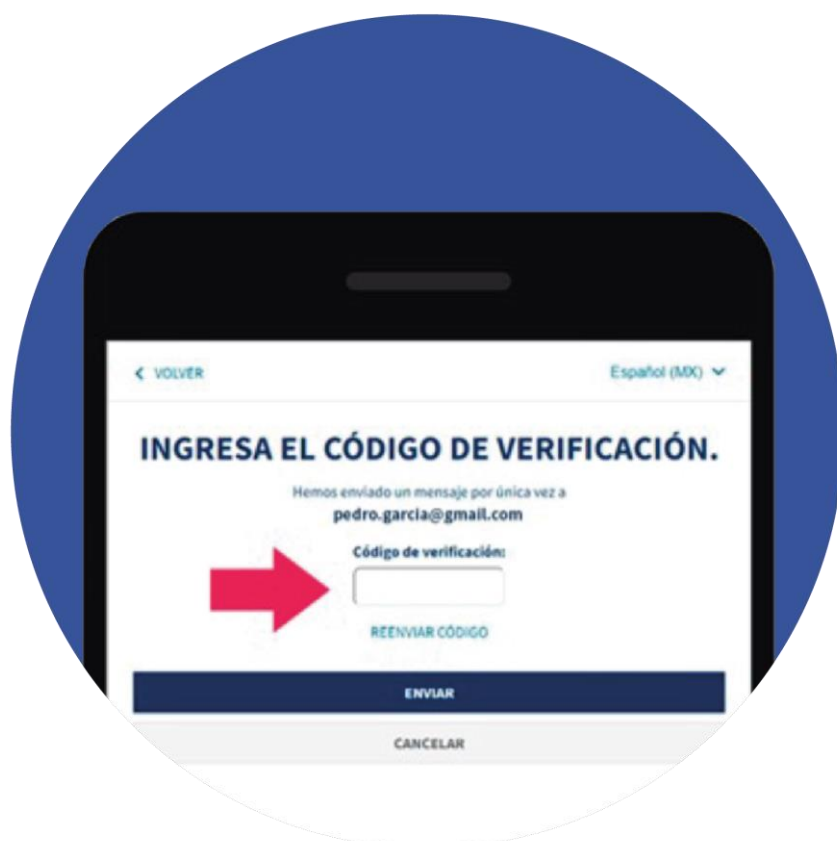 VOLVER
Español (MX)
INGRESA EL CÓDIGO DE VERIFICACIÓN.
Hemos enviado un mensaje por única vez a
pedro.garcia@gmail.com
Código de verificación:
REENVIAR CÓDIGO
ENVIAR
CANCELAR